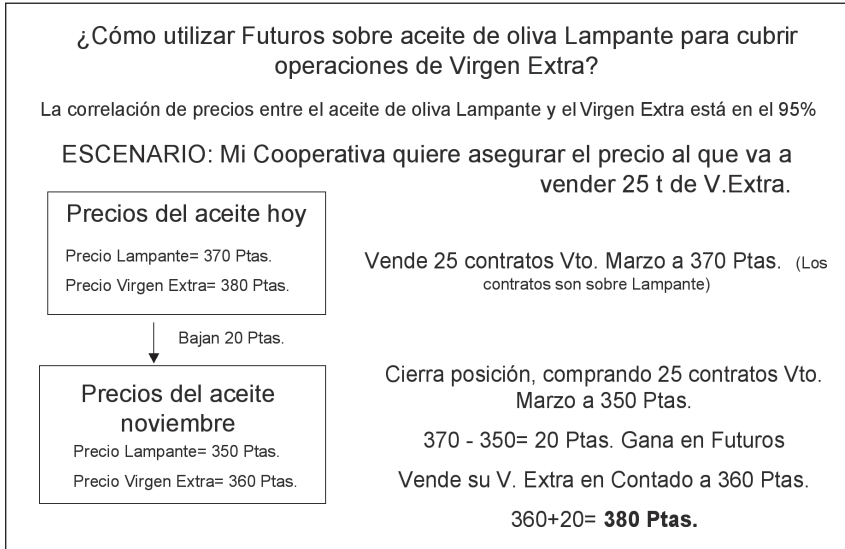 ¿Cómo utilizar Futuros sobre aceite de oliva Lampante para cubrir
operaciones de Virgen Extra?
La correlación de precios entre el aceite de oliva Lampante y el Virgen Extra está en el 95%
ESCENARIO: Mi Cooperativa quiere asegurar el precio al que va a
vender 25 t de V.Extra.
Precios del aceite hoy
Precio Lampante= 370 Ptas.
Precio Virgen Extra= 380 Ptas.
Vende 25 contratos Vto. Marzo a 370 Ptas. (Los
contratos son sobre Lampante)
Bajan 20 Ptas.
Precios del aceite
noviembre
Precio Lampante= 350 Ptas.
Precio Virgen Extra= 360 Ptas.
Cierra posición, comprando 25 contratos Vto.
Marzo a 350 Ptas.
370 - 350= 20 Ptas. Gana en Futuros
Vende su V. Extra en Contado a 360 Ptas.
360+20= 380 Ptas.